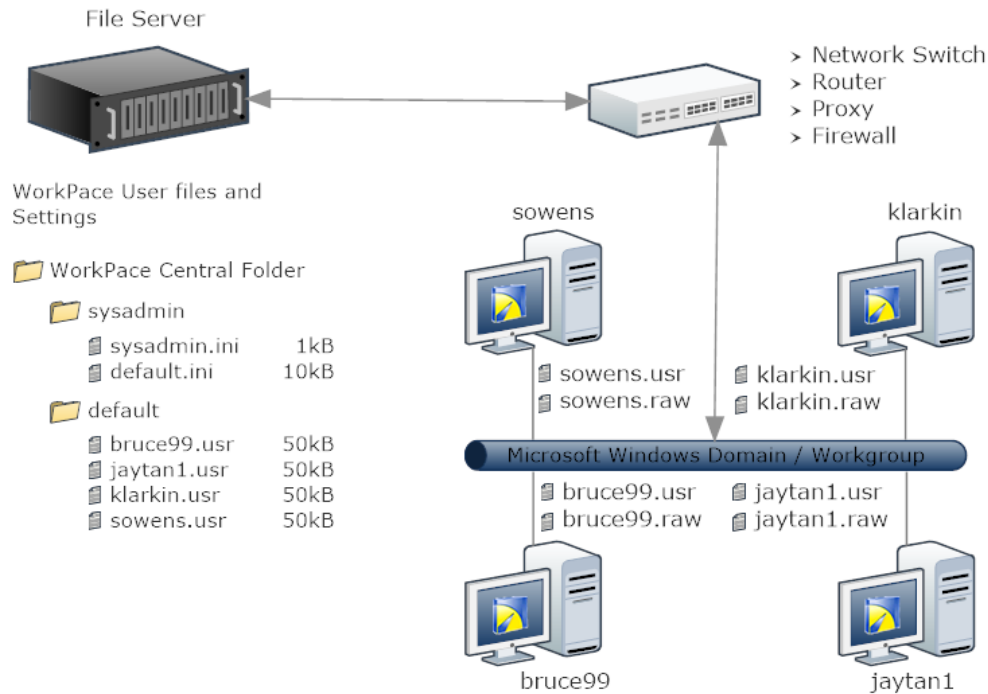 File Server
Network Switch
Router
Proxy
Firewall
WorkPace User files and
Settings
WorkPace Central Folder
sysadmin
sysadmin.ini 1kB
default.ini 10kB
default
bruce99.usr 50kB
jaytan1.usr 50kB
klarkin.usr 50kB
sowens.usr 50kB
sowens
klarkin
sowens.usr
sowens.raw
klarkin.usr
klarkin.raw
Microsoft Windows Domain / Workgroup
bruce99.usr
bruce99.raw
jaytan1.usr
jaytan1.raw
bruce99
jaytan1